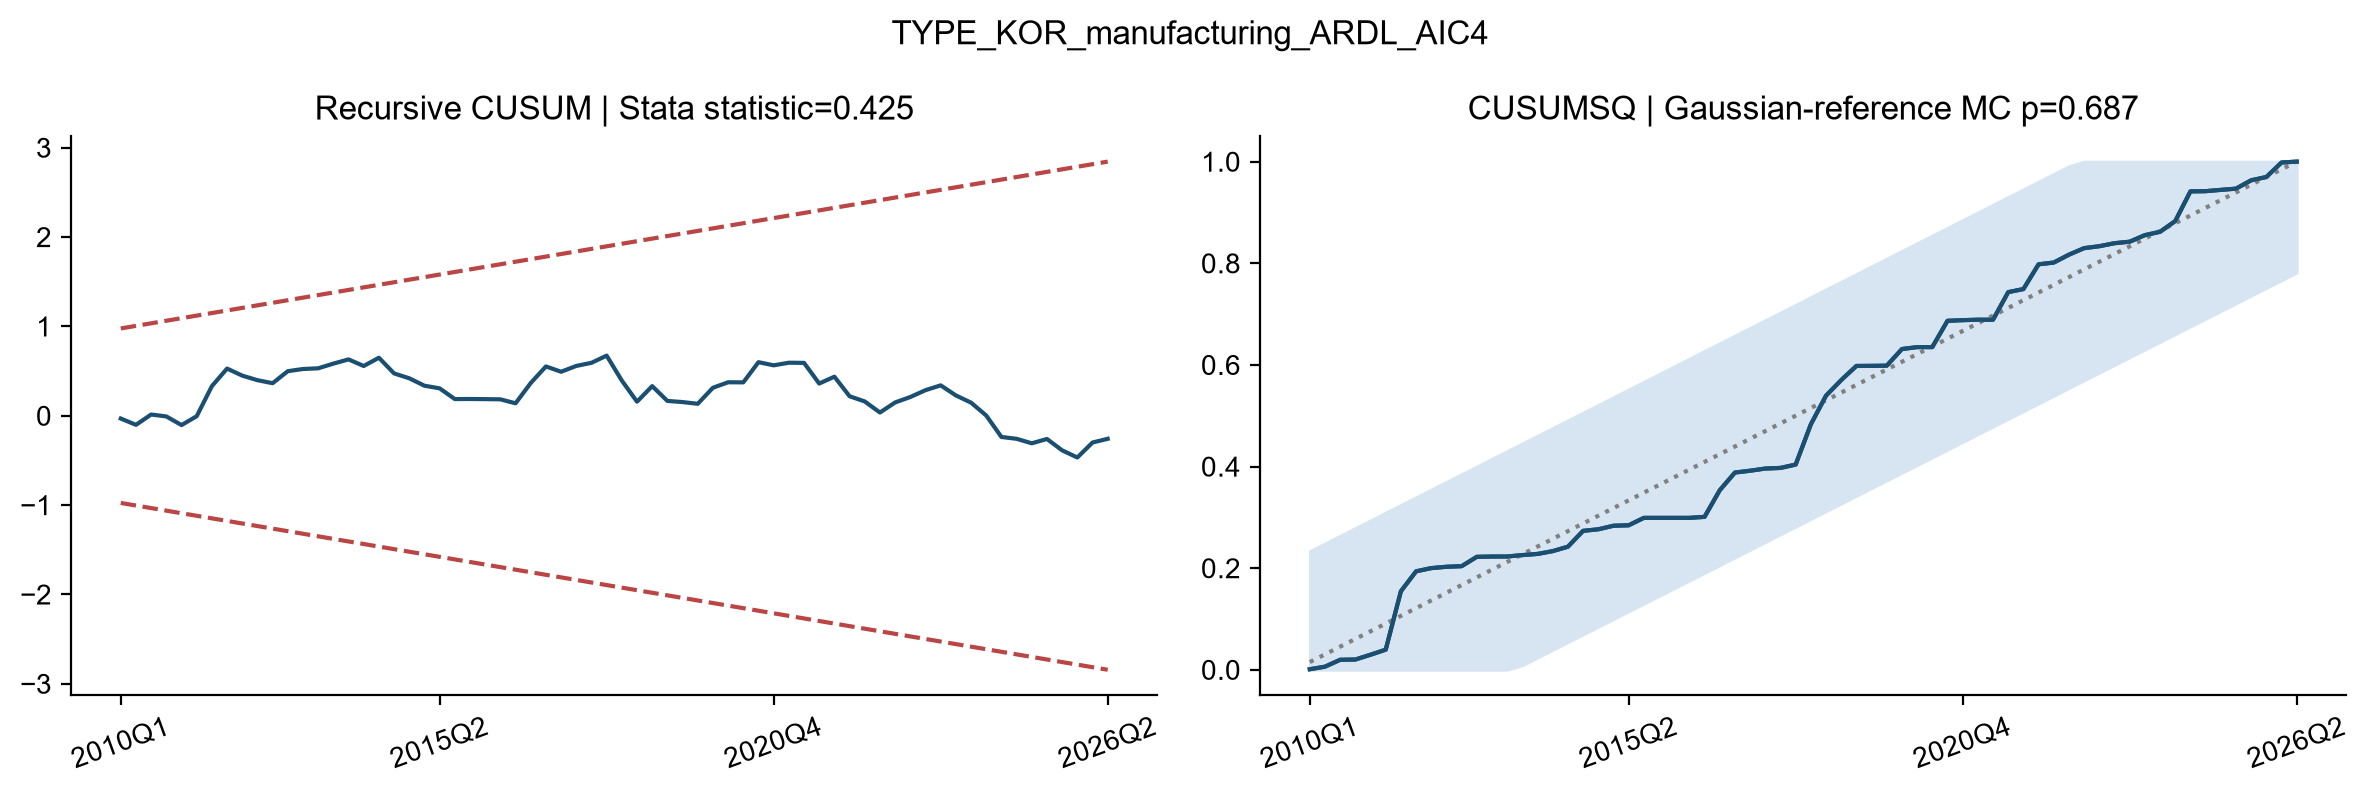 TYPE_KOR_manufacturing_ARDL_AIC4
Recursive CUSUM | Stata statistic=0.425
3
2
1
0
−1
−2
−3
2010Q1
2015Q2
2020Q4
2026Q2
CUSUMSQ | Gaussian-reference MC p=0.687
1.0
0.8
0.6
0.4
0.2
0.0
2010Q1
2015Q2
2020Q4
2026Q2